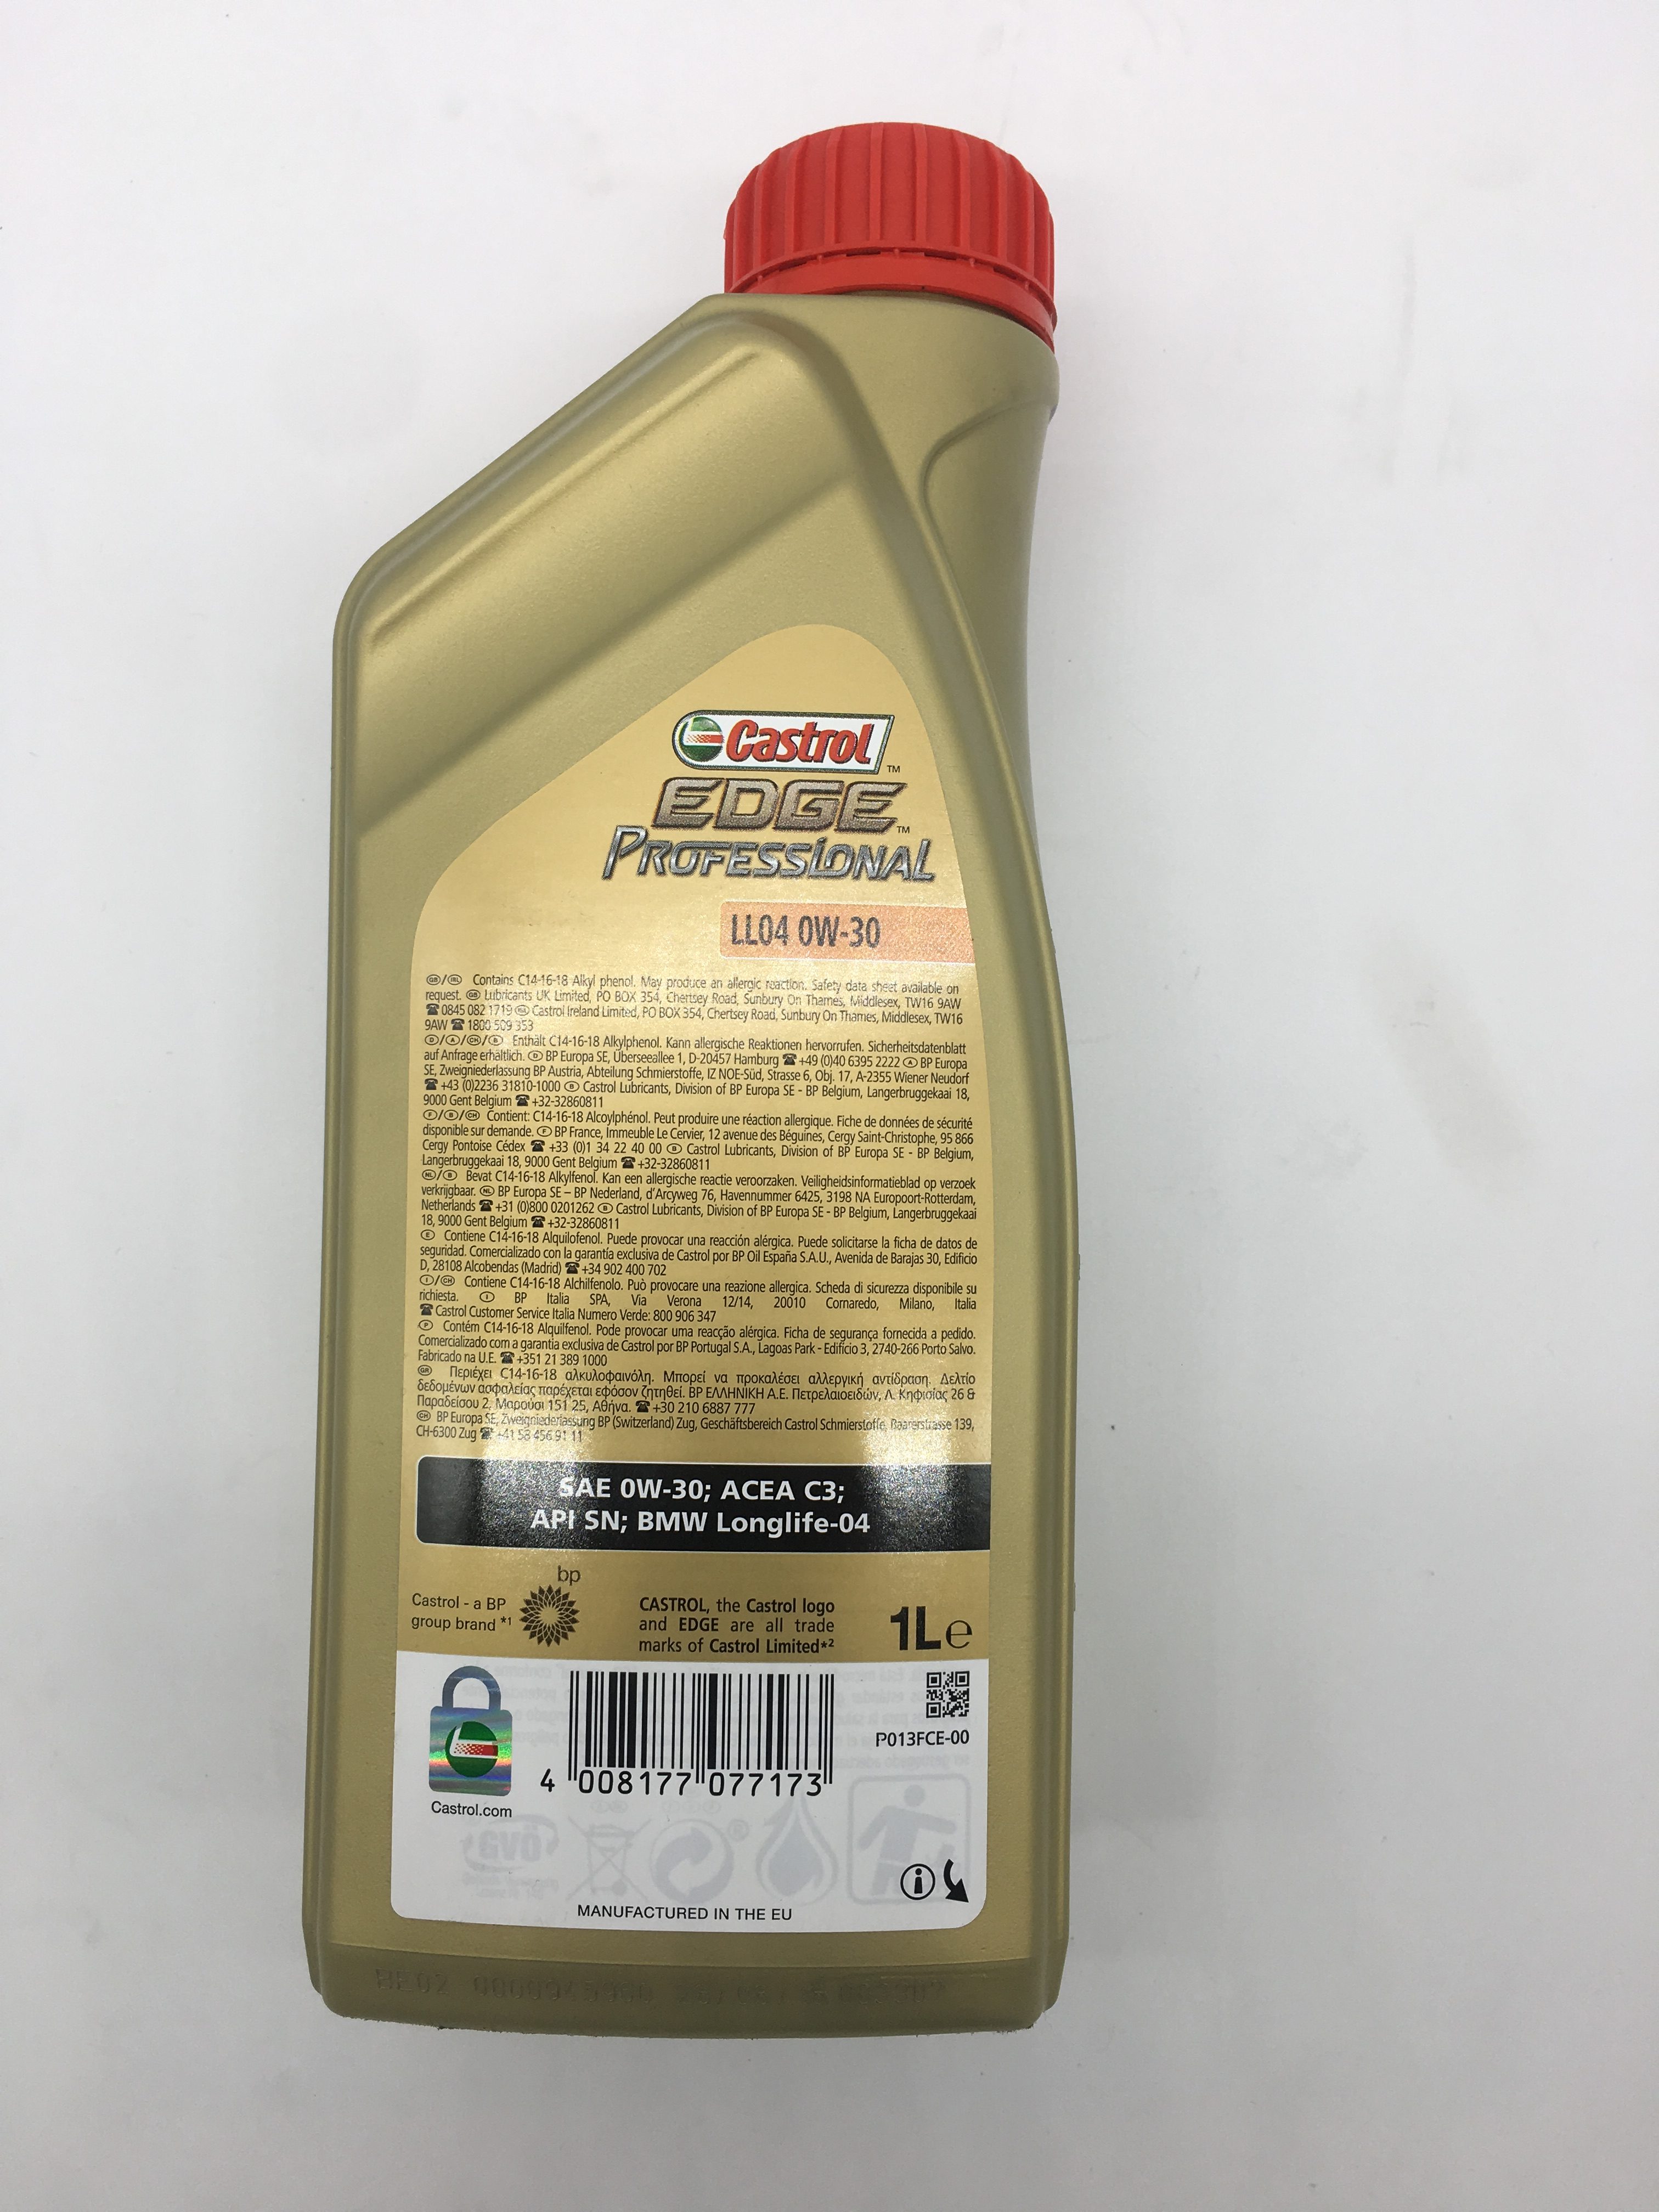 Castrol
TM
EDGE
TM
PROFESSIONAL
LL04 0W-30
GB/IRL Contains C14-16-18 Alkyl phenol. May produce an allergic reaction. Safety data sheet available on
request. GB Lubricants UK Limited, PO BOX 354, Chertsey Road, Sunbury On Thames, Middlesex, TW16 9AW
☎ 0845 082 1719 IRL Castrol Ireland Limited, PO BOX 354, Chertsey Road, Sunbury On Thames, Middlesex, TW16
9AW ☎ 1800 509 353
D/A/CH/B Enthält C14-16-18 Alkylphenol. Kann allergische Reaktionen hervorrufen. Sicherheitsdatenblatt
auf Anfrage erhältlich. D BP Europa SE, Überseeallee 1, D-20457 Hamburg ☎ +49 (0)40 6395 2222 A BP Europa
SE, Zweigniederlassung BP Austria, Abteilung Schmierstoffe, IZ NOE-Süd, Strasse 6, Obj. 17, A-2355 Wiener Neudorf
☎ +43 (0)2236 31810-1000 B Castrol Lubricants, Division of BP Europa SE - BP Belgium, Langerbruggekaai 18,
9000 Gent Belgium ☎ +32-32860811
F/B/CH Contient: C14-16-18 Alcoylphénol. Peut produire une réaction allergique. Fiche de données de sécurité
disponible sur demande. F BP France, Immeuble Le Cervier, 12 avenue des Béguines, Cergy Saint-Christophe, 95 866
Cergy Pontoise Cédex ☎ +33 (0)1 34 22 40 00 B Castrol Lubricants, Division of BP Europa SE - BP Belgium,
Langerbruggekaai 18, 9000 Gent Belgium ☎ +32-32860811
NL/B Bevat C14-16-18 Alkylfenol. Kan een allergische reactie veroorzaken. Veiligheidsinformatieblad op verzoek
verkrijgbaar. NL BP Europa SE – BP Nederland, d'Arcyweg 76, Havennummer 6425, 3198 NA Europoort-Rotterdam,
Netherlands ☎ +31 (0)800 0201262 B Castrol Lubricants, Division of BP Europa SE - BP Belgium, Langerbruggekaai
18, 9000 Gent Belgium ☎ +32-32860811
E Contiene C14-16-18 Alquilofenol. Puede provocar una reacción alérgica. Puede solicitarse la ficha de datos de
seguridad. Comercializado con la garantía exclusiva de Castrol por BP Oil España S.A.U., Avenida de Barajas 30, Edificio
D, 28108 Alcobendas (Madrid) ☎ +34 902 400 702
I/CH Contiene C14-16-18 Alchilfenolo. Può provocare una reazione allergica. Scheda di sicurezza disponibile su
richiesta. I BP Italia SPA, Via Verona 12/14, 20010 Cornaredo, Milano, Italia
☎ Castrol Customer Service Italia Numero Verde: 800 906 347
P Contém C14-16-18 Alquilfenol. Pode provocar uma reacção alérgica. Ficha de segurança fornecida a pedido.
Comercializado com a garantia exclusiva de Castrol por BP Portugal S.A., Lagoas Park - Edifício 3, 2740-266 Porto Salvo.
Fabricado na U.E. ☎ +351 21 389 1000
GR Περιέχει C14-16-18 αλκυλοφαινόλη. Μπορεί να προκαλέσει αλλεργική αντίδραση. Δελτίο
δεδομένων ασφαλείας παρέχεται εφόσον ζητηθεί. BP ΕΛΛΗΝΙΚΗ Α.Ε. Πετρελαιοειδών, Λ. Κηφισίας 26 &
Παραδείσου 2, Μαρούσι 151 25, Αθήνα. ☎ +30 210 6887 777
CH BP Europa SE, Zweigniederlassung BP (Switzerland) Zug, Geschäftsbereich Castrol Schmierstoffe, Baarerstrasse 139,
CH-6300 Zug ☎ +41 58 456 91 11
SAE 0W-30; ACEA C3;
API SN; BMW Longlife-04
bp
Castrol - a BP
group brand *1
CASTROL, the Castrol logo
and EDGE are all trade
marks of Castrol Limited*2
1L e
P013FCE-00
4 008177 077173
Castrol.com
MANUFACTURED IN THE EU